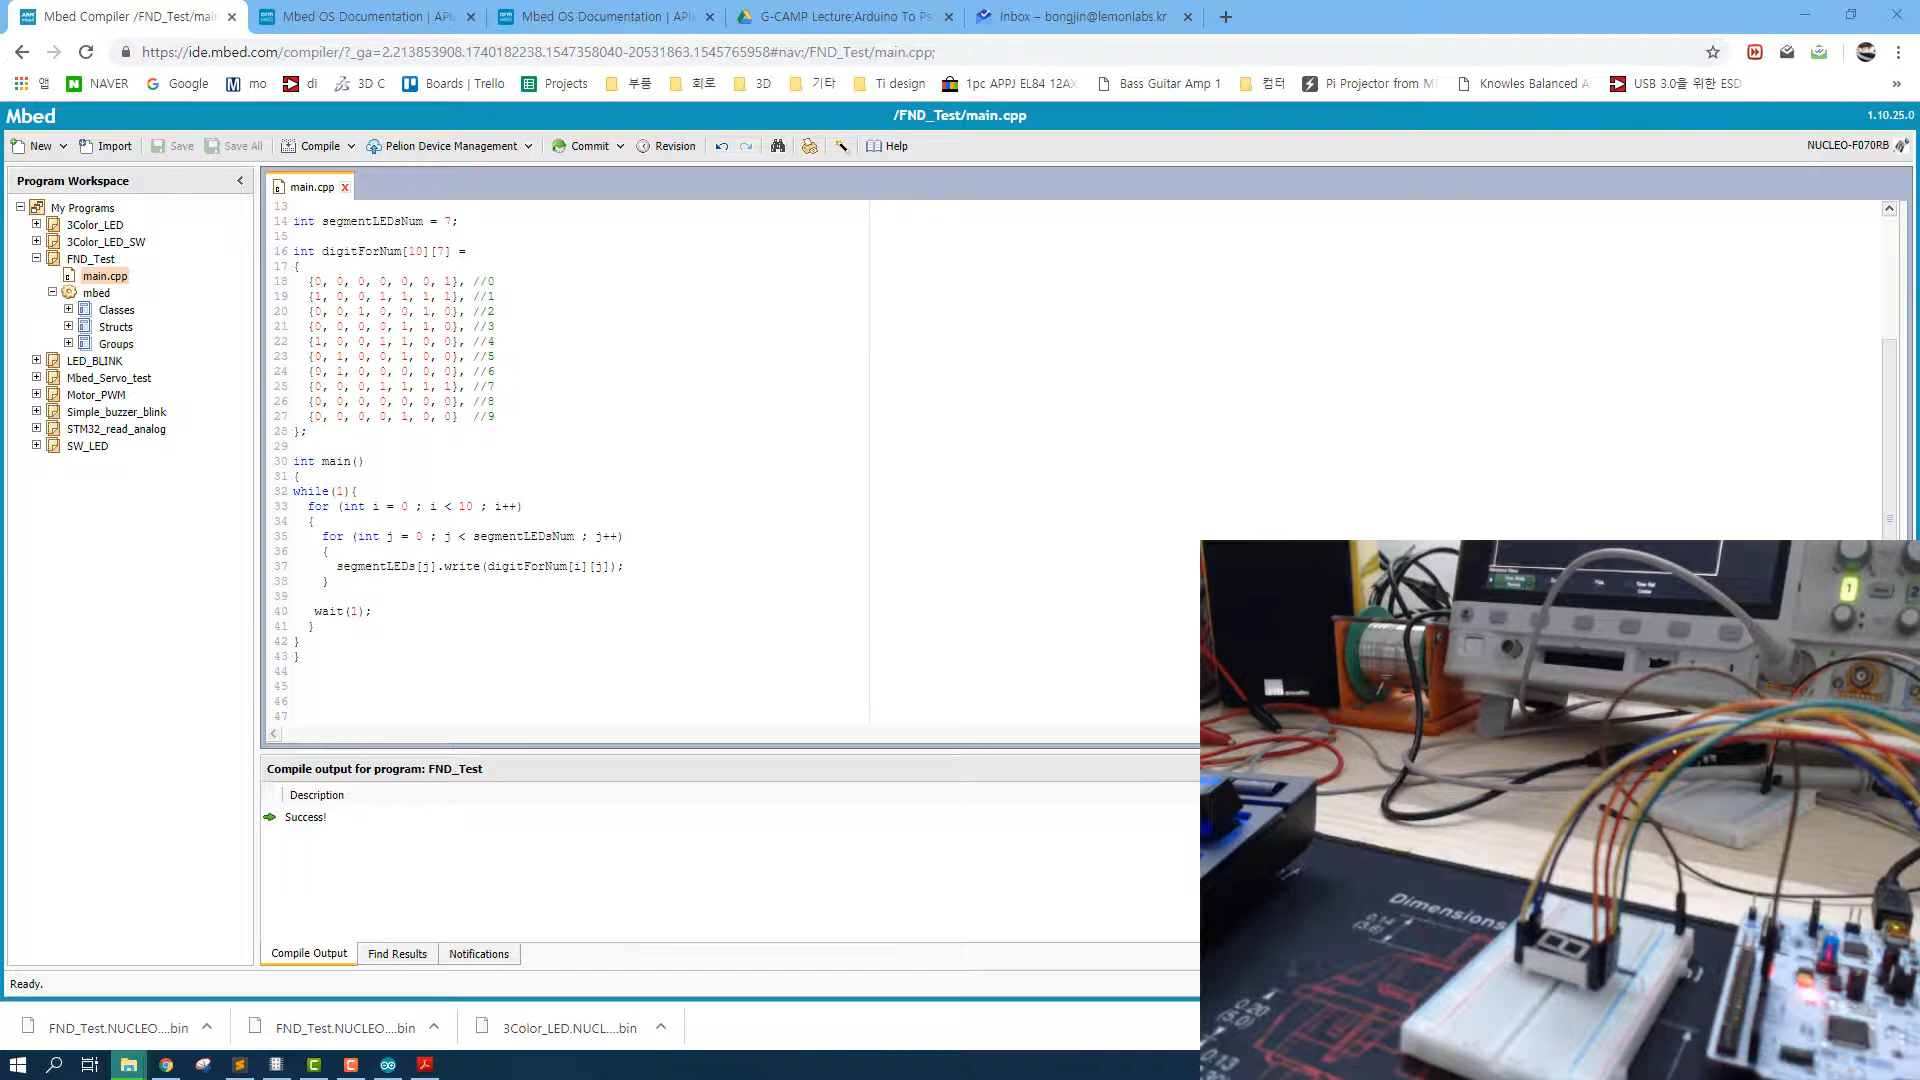 Mbed Compiler /FND_Test/mai
Mbed OS Documentation | API
Mbed OS Documentation | API
G-CAMP Lecture;Arduino To Ps
Inbox – bongjin@lemonlabs.kr
https://ide.mbed.com/compiler/?_ga=2.213853908.1740182238.1547358040-20531863.1545765958#nav:/FND_Test/main.cpp;
앱
NAVER
Google
mo
di
3D C
Boards | Trello
Projects
부품
회로
3D
기타
Ti design
1pc APPJ EL84 12AX
Bass Guitar Amp 1
컴터
Pi Projector from M
Knowles Balanced A
USB 3.0을 위한 ESD
Mbed
/FND_Test/main.cpp
1.10.25.0
New
Import
Save
Save All
Compile
Pelion Device Management
Commit
Revision
Help
NUCLEO-F070RB
Program Workspace
My Programs
3Color_LED
3Color_LED_SW
FND_Test
main.cpp
mbed
Classes
Structs
Groups
LED_BLINK
Mbed_Servo_test
Motor_PWM
Simple_buzzer_blink
STM32_read_analog
SW_LED
main.cpp
13
14 int segmentLEDsNum = 7;
15
16 int digitForNum[10][7] =
17 {
18 {0, 0, 0, 0, 0, 0, 1}, //0
19 {1, 0, 0, 1, 1, 1, 1}, //1
20 {0, 0, 1, 0, 0, 1, 0}, //2
21 {0, 0, 0, 0, 1, 1, 0}, //3
22 {1, 0, 0, 1, 1, 0, 0}, //4
23 {0, 1, 0, 0, 1, 0, 0}, //5
24 {0, 1, 0, 0, 0, 0, 0}, //6
25 {0, 0, 0, 1, 1, 1, 1}, //7
26 {0, 0, 0, 0, 0, 0, 0}, //8
27 {0, 0, 0, 0, 1, 0, 0} //9
28 };
29
30 int main()
31 {
32 while(1){
33 for (int i = 0 ; i < 10 ; i++)
34 {
35 for (int j = 0 ; j < segmentLEDsNum ; j++)
36 {
37 segmentLEDs[j].write(digitForNum[i][j]);
38 }
39
40 wait(1);
41 }
42 }
43 }
44
45
46
47
Compile output for program: FND_Test
Description
Success!
Compile Output
Find Results
Notifications
Ready.
FND_Test.NUCLEO....bin
FND_Test.NUCLEO....bin
3Color_LED.NUCL....bin
Dimensions
0.14
(3.6)
0.20
(5.0)
0.13